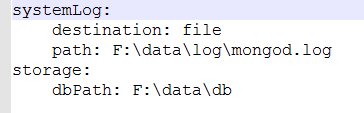 systemLog:
    destination: file
    path: F:\data\log\mongod.log
storage:
    dbPath: F:\data\db